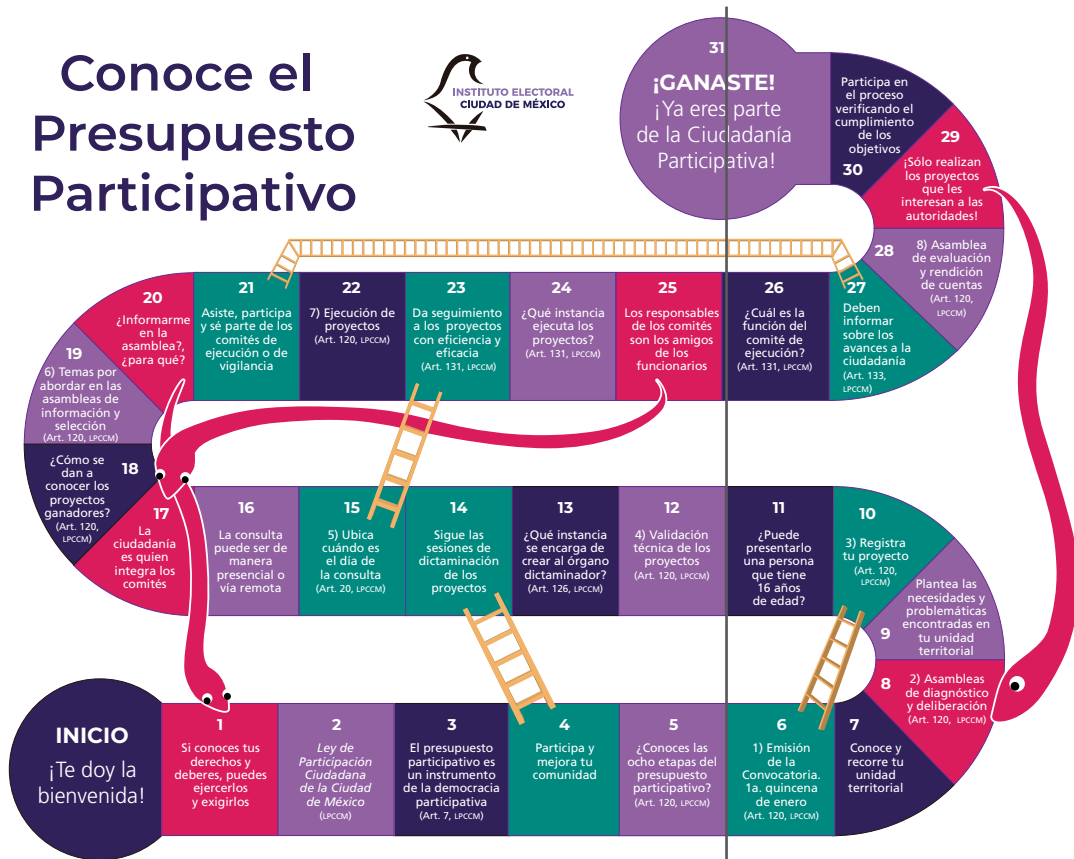 Conoce el
Presupuesto
Participativo
INSTITUTO ELECTORAL
CIUDAD DE MÉXICO
INICIO
¡Te doy la
bienvenida!
1
Si conoces tus
derechos y
deberes, puedes
ejercerlos
y exigirlos
2
Ley de
Participación
Ciudadana
de la Ciudad
de México
(LPCCM)
3
El presupuesto
participativo es
un instrumento
de la democracia
participativa
(Art. 7, LPCCM)
4
Participa y
mejora tu
comunidad
5
¿Conoces las
ocho etapas del
presupuesto
participativo?
(Art. 120, LPCCM)
6
1) Emisión
de la
Convocatoria.
1a. quincena
de enero
(Art. 120, LPCCM)
7
Conoce y
recorre tu
unidad
territorial
8
2) Asambleas
de diagnóstico
y deliberación
(Art. 120, LPCCM)
9
Plantea las
necesidades y
problemáticas
encontradas en
tu unidad
territorial
10
3) Registra
tu proyecto
(Art. 120,
LPCCM)
11
¿Puede
presentarlo
una persona
que tiene
16 años
de edad?
12
4) Validación
técnica de los
proyectos
(Art. 120, LPCCM)
13
¿Qué instancia
se encarga de
crear al órgano
dictaminador?
(Art. 126, LPCCM)
14
Sigue las
sesiones de
dictaminación
de los
proyectos
15
5) Ubica
cuándo es
el día de
la consulta
(Art. 20, LPCCM)
16
La consulta
puede ser de
manera
presencial o
vía remota
17
La
ciudadanía
es quien
integra los
comités
18
¿Cómo se
dan a
conocer los
proyectos
ganadores?
(Art. 120,
LPCCM)
19
6) Temas por
abordar en las
asambleas de
información y
selección
(Art. 120, LPCCM)
20
¿Informarme
en la
asamblea?,
¿para qué?
21
Asiste, participa
y sé parte de los
comités de
ejecución o de
vigilancia
22
7) Ejecución de
proyectos
(Art. 120, LPCCM)
23
Da seguimiento
a los proyectos
con eficiencia y
eficacia
(Art. 131, LPCCM)
24
¿Qué instancia
ejecuta los
proyectos?
(Art. 131, LPCCM)
25
Los responsables
de los comités
son los amigos
de los
funcionarios
26
¿Cuál es la
función del
comité de
ejecución?
(Art. 131, LPCCM)
27
Deben
informar
sobre los
avances a la
ciudadanía
(Art. 133,
LPCCM)
28
8) Asamblea
de evaluación
y rendición
de cuentas
(Art. 120,
LPCCM)
29
¡Sólo realizan
los proyectos
que les
interesan a las
autoridades!
30
Participa en
el proceso
verificando el
cumplimiento
de los
objetivos
31
¡GANASTE!
¡Ya eres parte
de la Ciudadanía
Participativa!